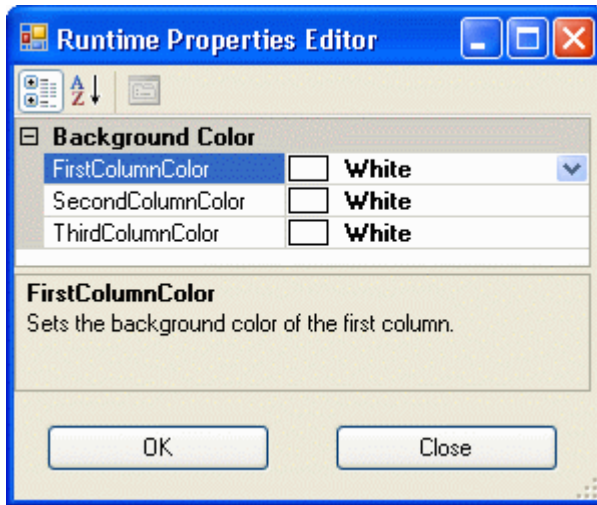 Runtime Properties Editor
A Z
Background Color
FirstColumnColor White
SecondColumnColor White
ThirdColumnColor White
FirstColumnColor
Sets the background color of the first column.
OK Close